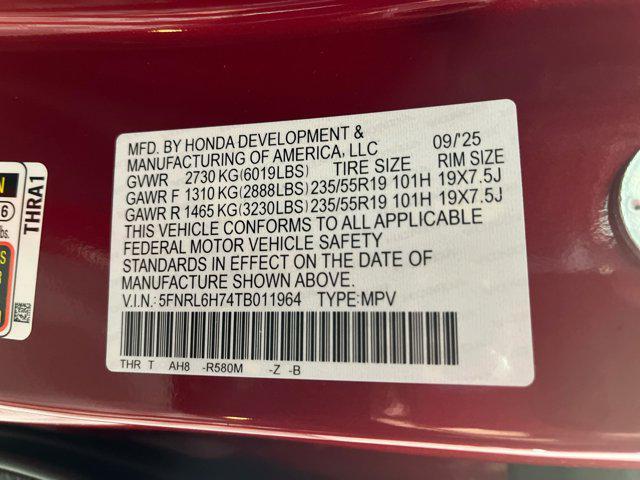 MFD. BY HONDA DEVELOPMENT & MANUFACTURING OF AMERICA, LLC 09/'25
GVWR 2730 KG(6019LBS) TIRE SIZE RIM SIZE
GAWR F 1310 KG(2888LBS) 235/55R19 101H 19X7.5J
GAWR R 1465 KG(3230LBS) 235/55R19 101H 19X7.5J
THIS VEHICLE CONFORMS TO ALL APPLICABLE
FEDERAL MOTOR VEHICLE SAFETY
STANDARDS IN EFFECT ON THE DATE OF
MANUFACTURE SHOWN ABOVE.
V.I.N.: 5FNRL6H74TB011964 TYPE:MPV
THR T AH8 -R580M -Z -B
THRA1